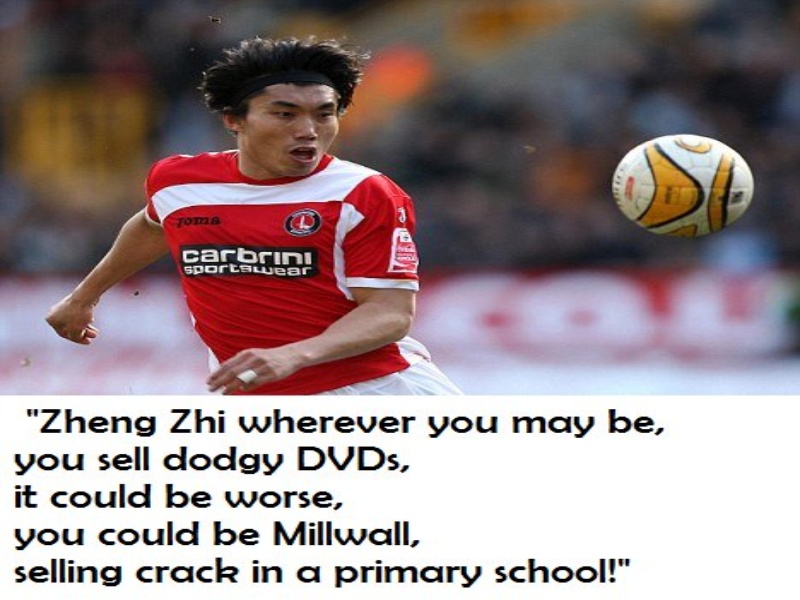 Joma
carbrini
sportswear
"Zheng Zhi wherever you may be,
you sell dodgy DVDs,
it could be worse,
you could be Millwall,
selling crack in a primary school!"